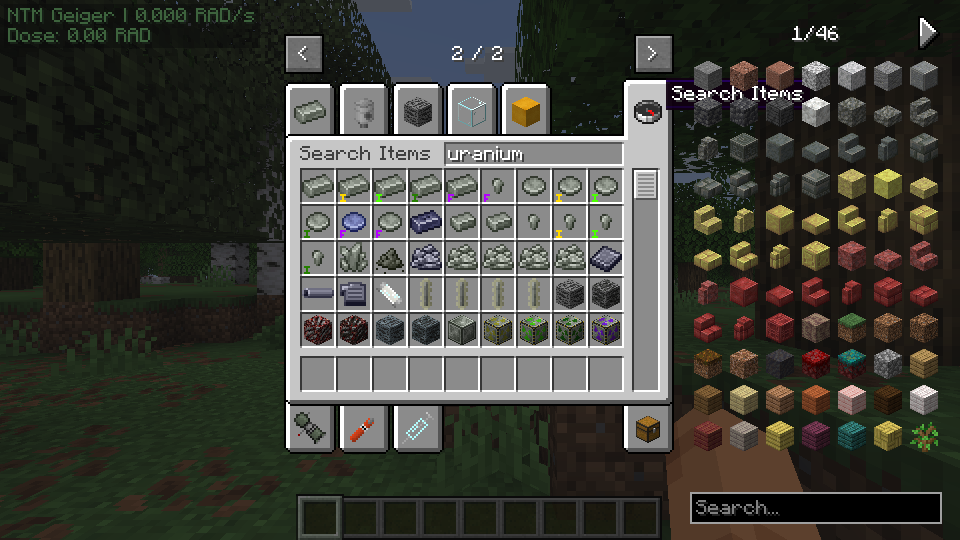 NTM Geiger | 0.000 RAD/s
Dose: 0.00 RAD
< 2 / 2 >
1/46
Search Items
Search Items uranium
I I I F F I I
I F F I I
I
Search...